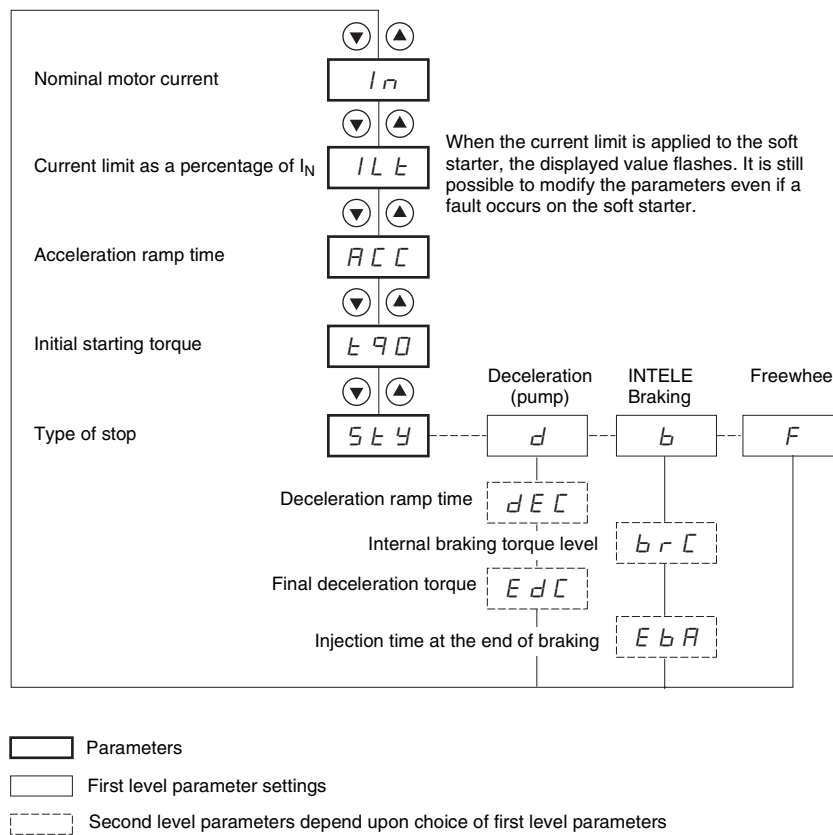 Nominal motor current
In
Current limit as a percentage of IN
ILt
When the current limit is applied to the soft
starter, the displayed value flashes. It is still
possible to modify the parameters even if a
fault occurs on the soft starter.
Acceleration ramp time
ACC
Initial starting torque
tq0
Deceleration
(pump)
INTELE
Braking
Freewhee
Type of stop
StY
d
b
F
Deceleration ramp time
dEC
Internal braking torque level
brC
Final deceleration torque
EdC
Injection time at the end of braking
EbA
Parameters
First level parameter settings
Second level parameters depend upon choice of first level parameters